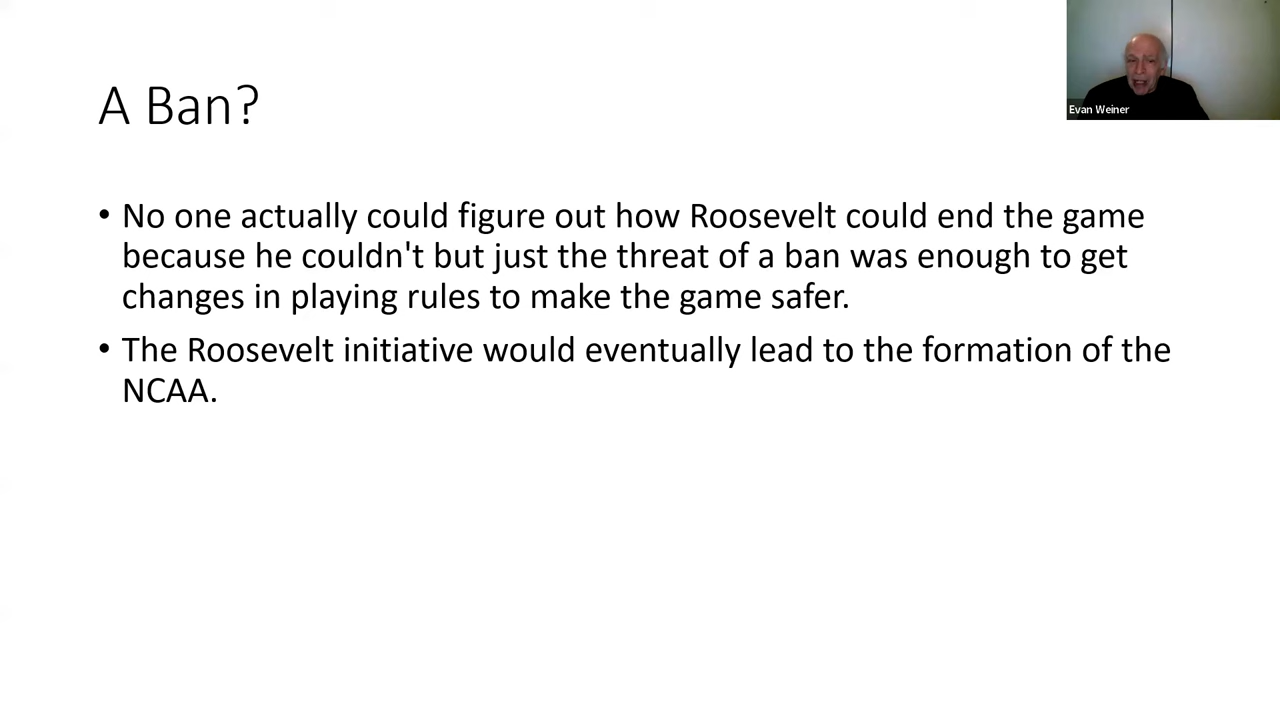 A Ban?
Evan Weiner
• No one actually could figure out how Roosevelt could end the game
because he couldn't but just the threat of a ban was enough to get
changes in playing rules to make the game safer.
• The Roosevelt initiative would eventually lead to the formation of the
NCAA.